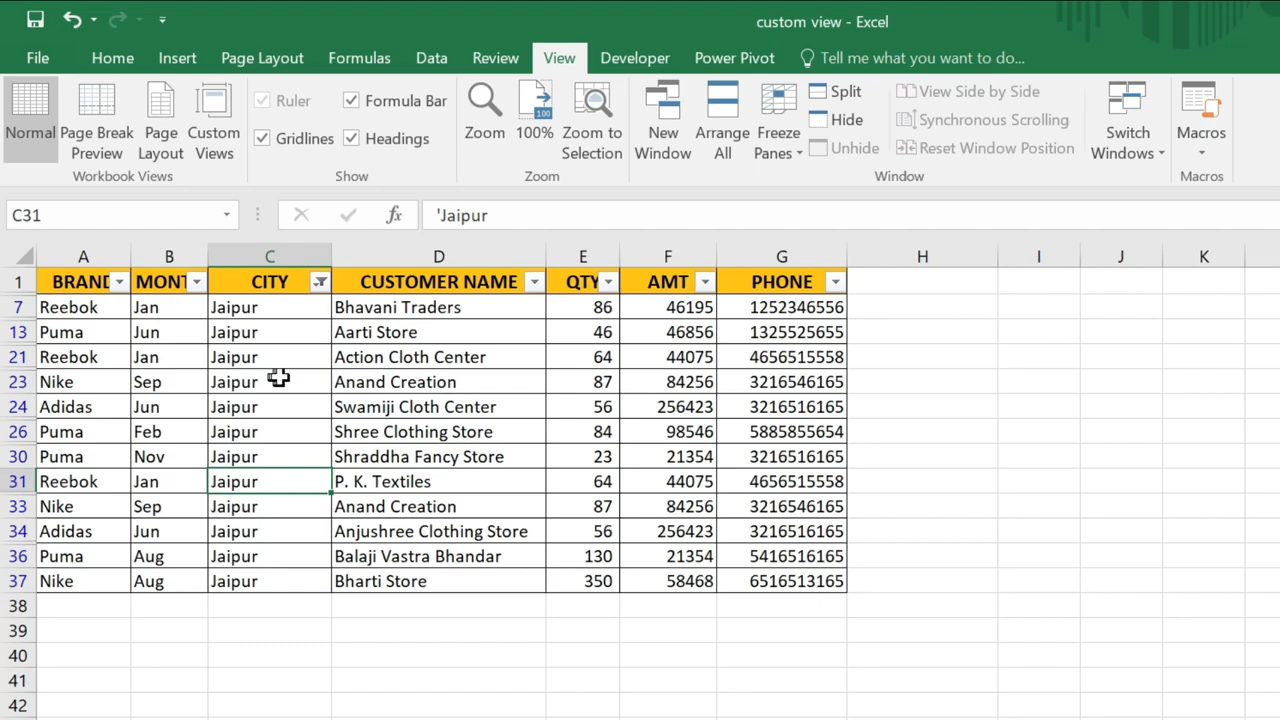 custom view - Excel
File Home Insert Page Layout Formulas Data Review View Developer Power Pivot Tell me what you want to do...
Normal Page Break Preview Page Layout Custom Views
Ruler Formula Bar
Gridlines Headings
Zoom 100% Zoom to Selection
New Window Arrange All Freeze Panes
Split
Hide
Unhide
View Side by Side
Synchronous Scrolling
Reset Window Position
Switch Windows Macros
Workbook Views Show Zoom Window Macros
C31 fx 'Jaipur
A B C D E F G H I J K
1 BRAND MONT CITY CUSTOMER NAME QTY AMT PHONE
7 Reebok Jan Jaipur Bhavani Traders 86 46195 1252346556
13 Puma Jun Jaipur Aarti Store 46 46856 1325525655
21 Reebok Jan Jaipur Action Cloth Center 64 44075 4656515558
23 Nike Sep Jaipur Anand Creation 87 84256 3216546165
24 Adidas Jun Jaipur Swamiji Cloth Center 56 256423 3216516165
26 Puma Feb Jaipur Shree Clothing Store 84 98546 5885855654
30 Puma Nov Jaipur Shraddha Fancy Store 23 21354 3216516165
31 Reebok Jan Jaipur P. K. Textiles 64 44075 4656515558
33 Nike Sep Jaipur Anand Creation 87 84256 3216546165
34 Adidas Jun Jaipur Anjushree Clothing Store 56 256423 3216516165
36 Puma Aug Jaipur Balaji Vastra Bhandar 130 21354 5416516165
37 Nike Aug Jaipur Bharti Store 350 58468 6516513165
38
39
40
41
42